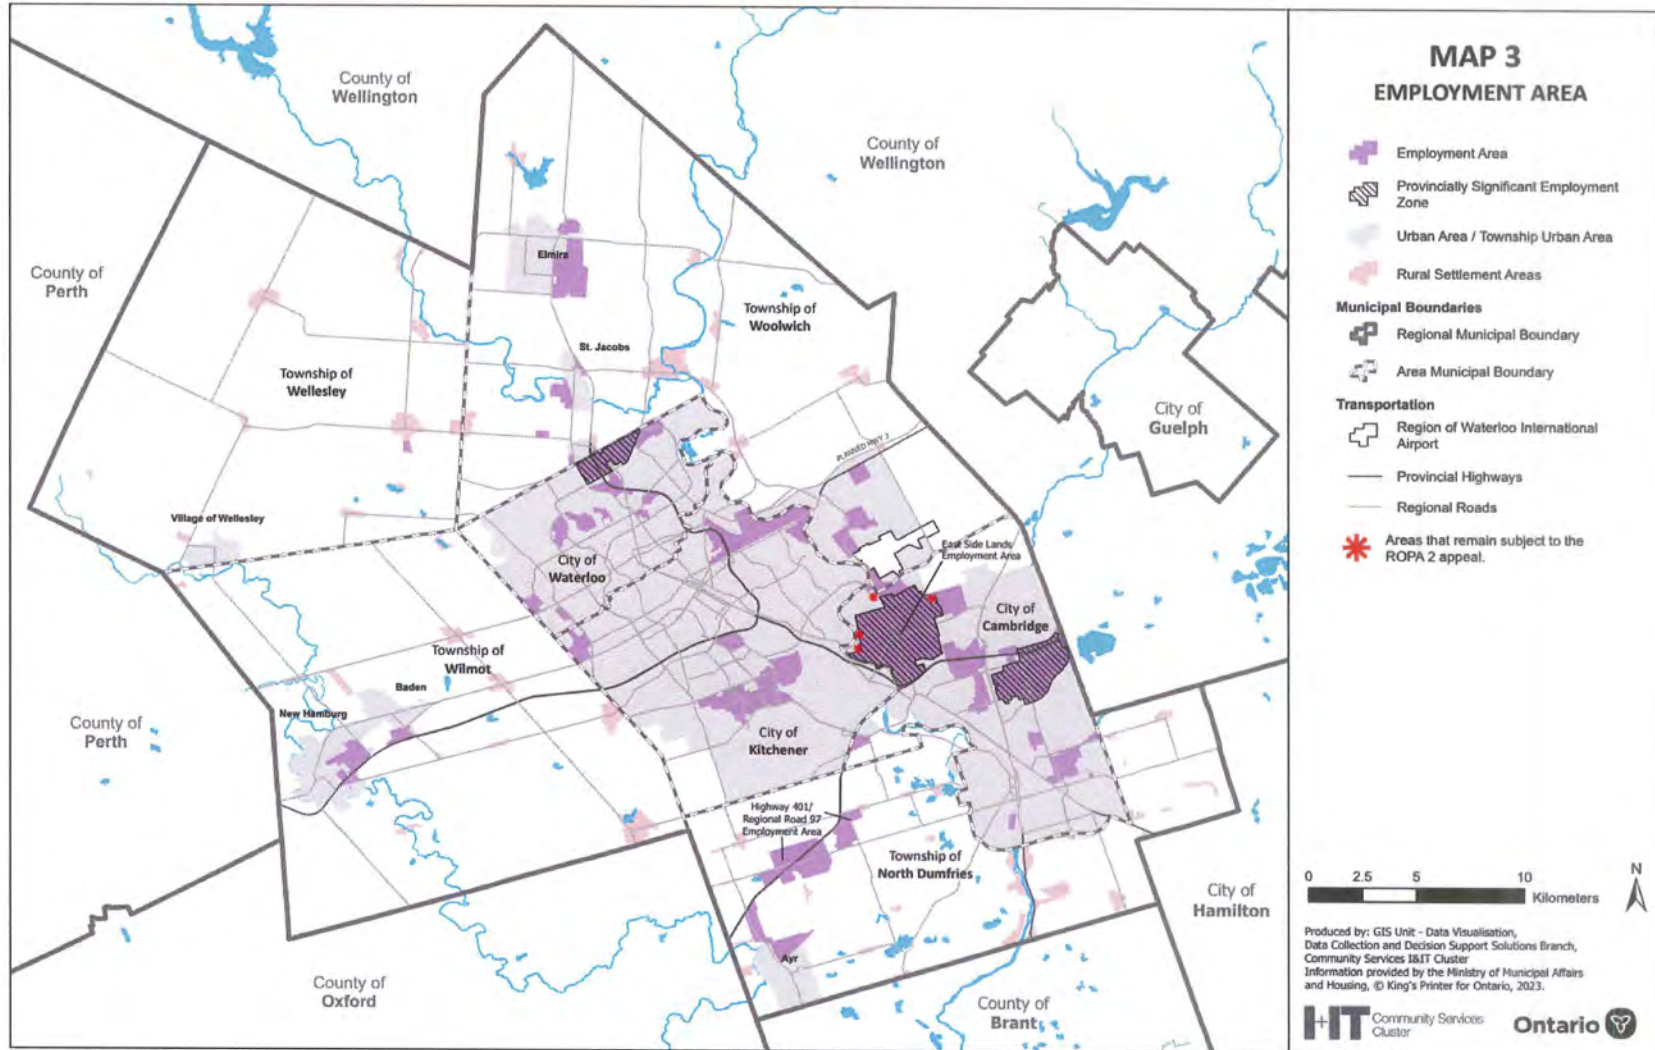 County of
Wellington
County of
Wellington
County of
Perth
Elmira
Township of
Woolwich
St. Jacobs
Township of
Wellesley
City of
Guelph
PLANNED HWY 7
Village of Wellesley
East Side Lands
Employment Area
City of
Waterloo
City of
Cambridge
Township of
Wilmot
Baden
New Hamburg
County of
Perth
City of
Kitchener
Highway 401/
Regional Road 97
Employment Area
Township of
North Dumfries
City of
Hamilton
Ayr
County of
Oxford
County of
Brant
MAP 3
EMPLOYMENT AREA
Employment Area
Provincially Significant Employment
Zone
Urban Area / Township Urban Area
Rural Settlement Areas
Municipal Boundaries
Regional Municipal Boundary
Area Municipal Boundary
Transportation
Region of Waterloo International
Airport
Provincial Highways
Regional Roads
Areas that remain subject to the
ROPA 2 appeal.
0 2.5 5 10
Kilometers
N
Produced by: GIS Unit - Data Visualisation,
Data Collection and Decision Support Solutions Branch,
Community Services I&IT Cluster
Information provided by the Ministry of Municipal Affairs
and Housing, © King's Printer for Ontario, 2023.
I+IT Community Services
Cluster
Ontario